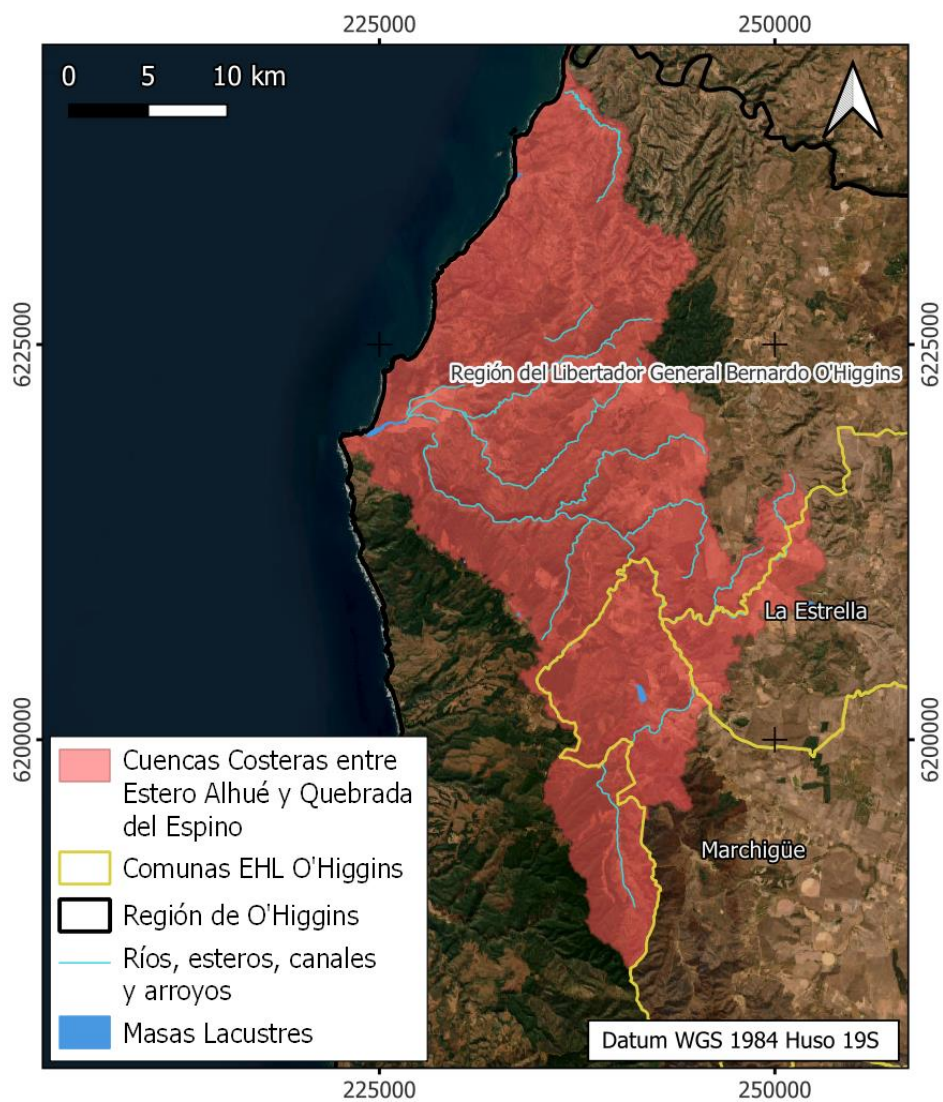 225000
250000
0 5 10 km
6225000
6225000
Región del Libertador General Bernardo O'Higgins
La Estrella
6200000
6200000
Cuencas Costeras entre
Estero Alhué y Quebrada
del Espino
Comunas EHL O'Higgins
Región de O'Higgins
Ríos, esteros, canales
y arroyos
Masas Lacustres
Marchigüe
Datum WGS 1984 Huso 19S
225000
250000